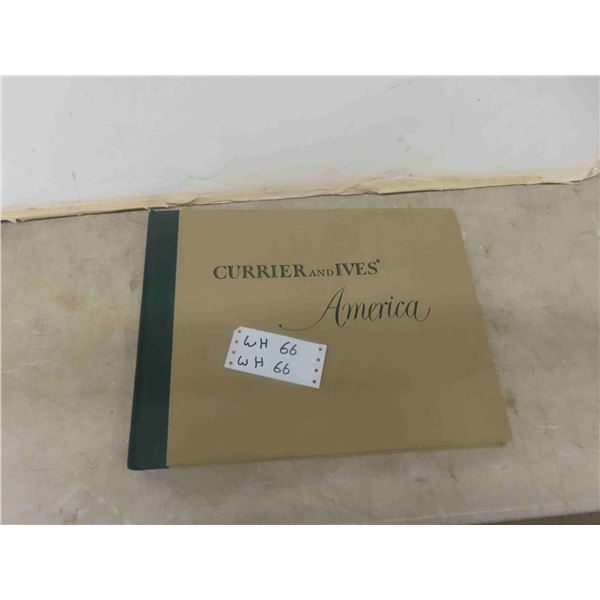 CURRIER AND IVES'
America
WH 66
WH 66